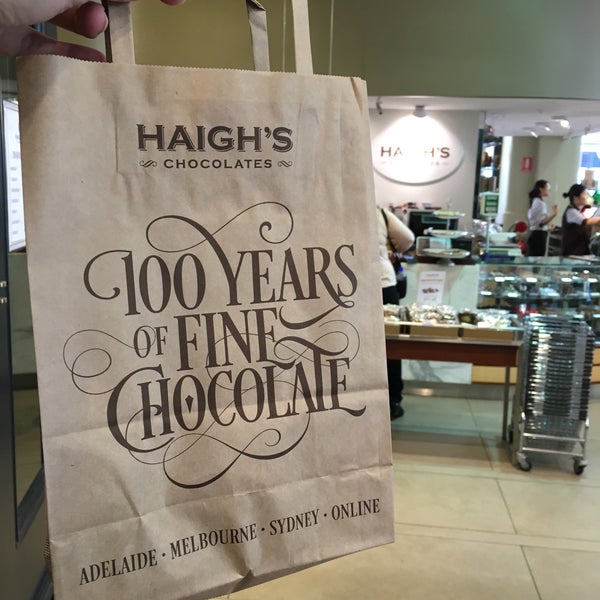 HAIGH'S
CHOCOLATES
100 YEARS
OF FINE
CHOCOLATE
ADELAIDE · MELBOURNE · SYDNEY · ONLINE
HAIGH'S